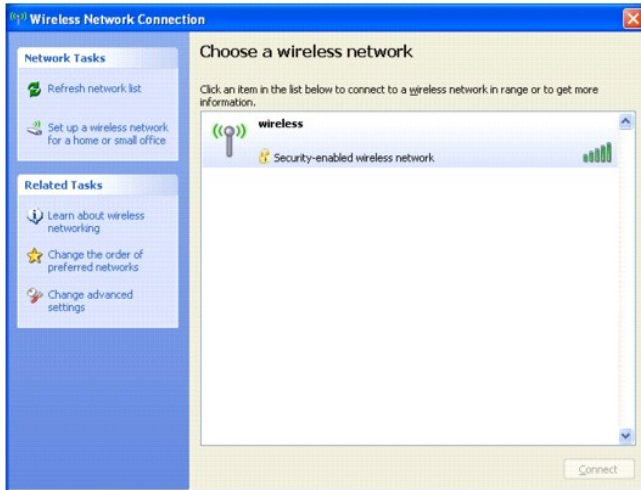 Wireless Network Connection
Network Tasks
Refresh network list
Set up a wireless network
for a home or small office
Related Tasks
Learn about wireless
networking
Change the order of
preferred networks
Change advanced
settings
Choose a wireless network
Click an item in the list below to connect to a wireless network in range or to get more
information.
wireless
Security-enabled wireless network
Connect